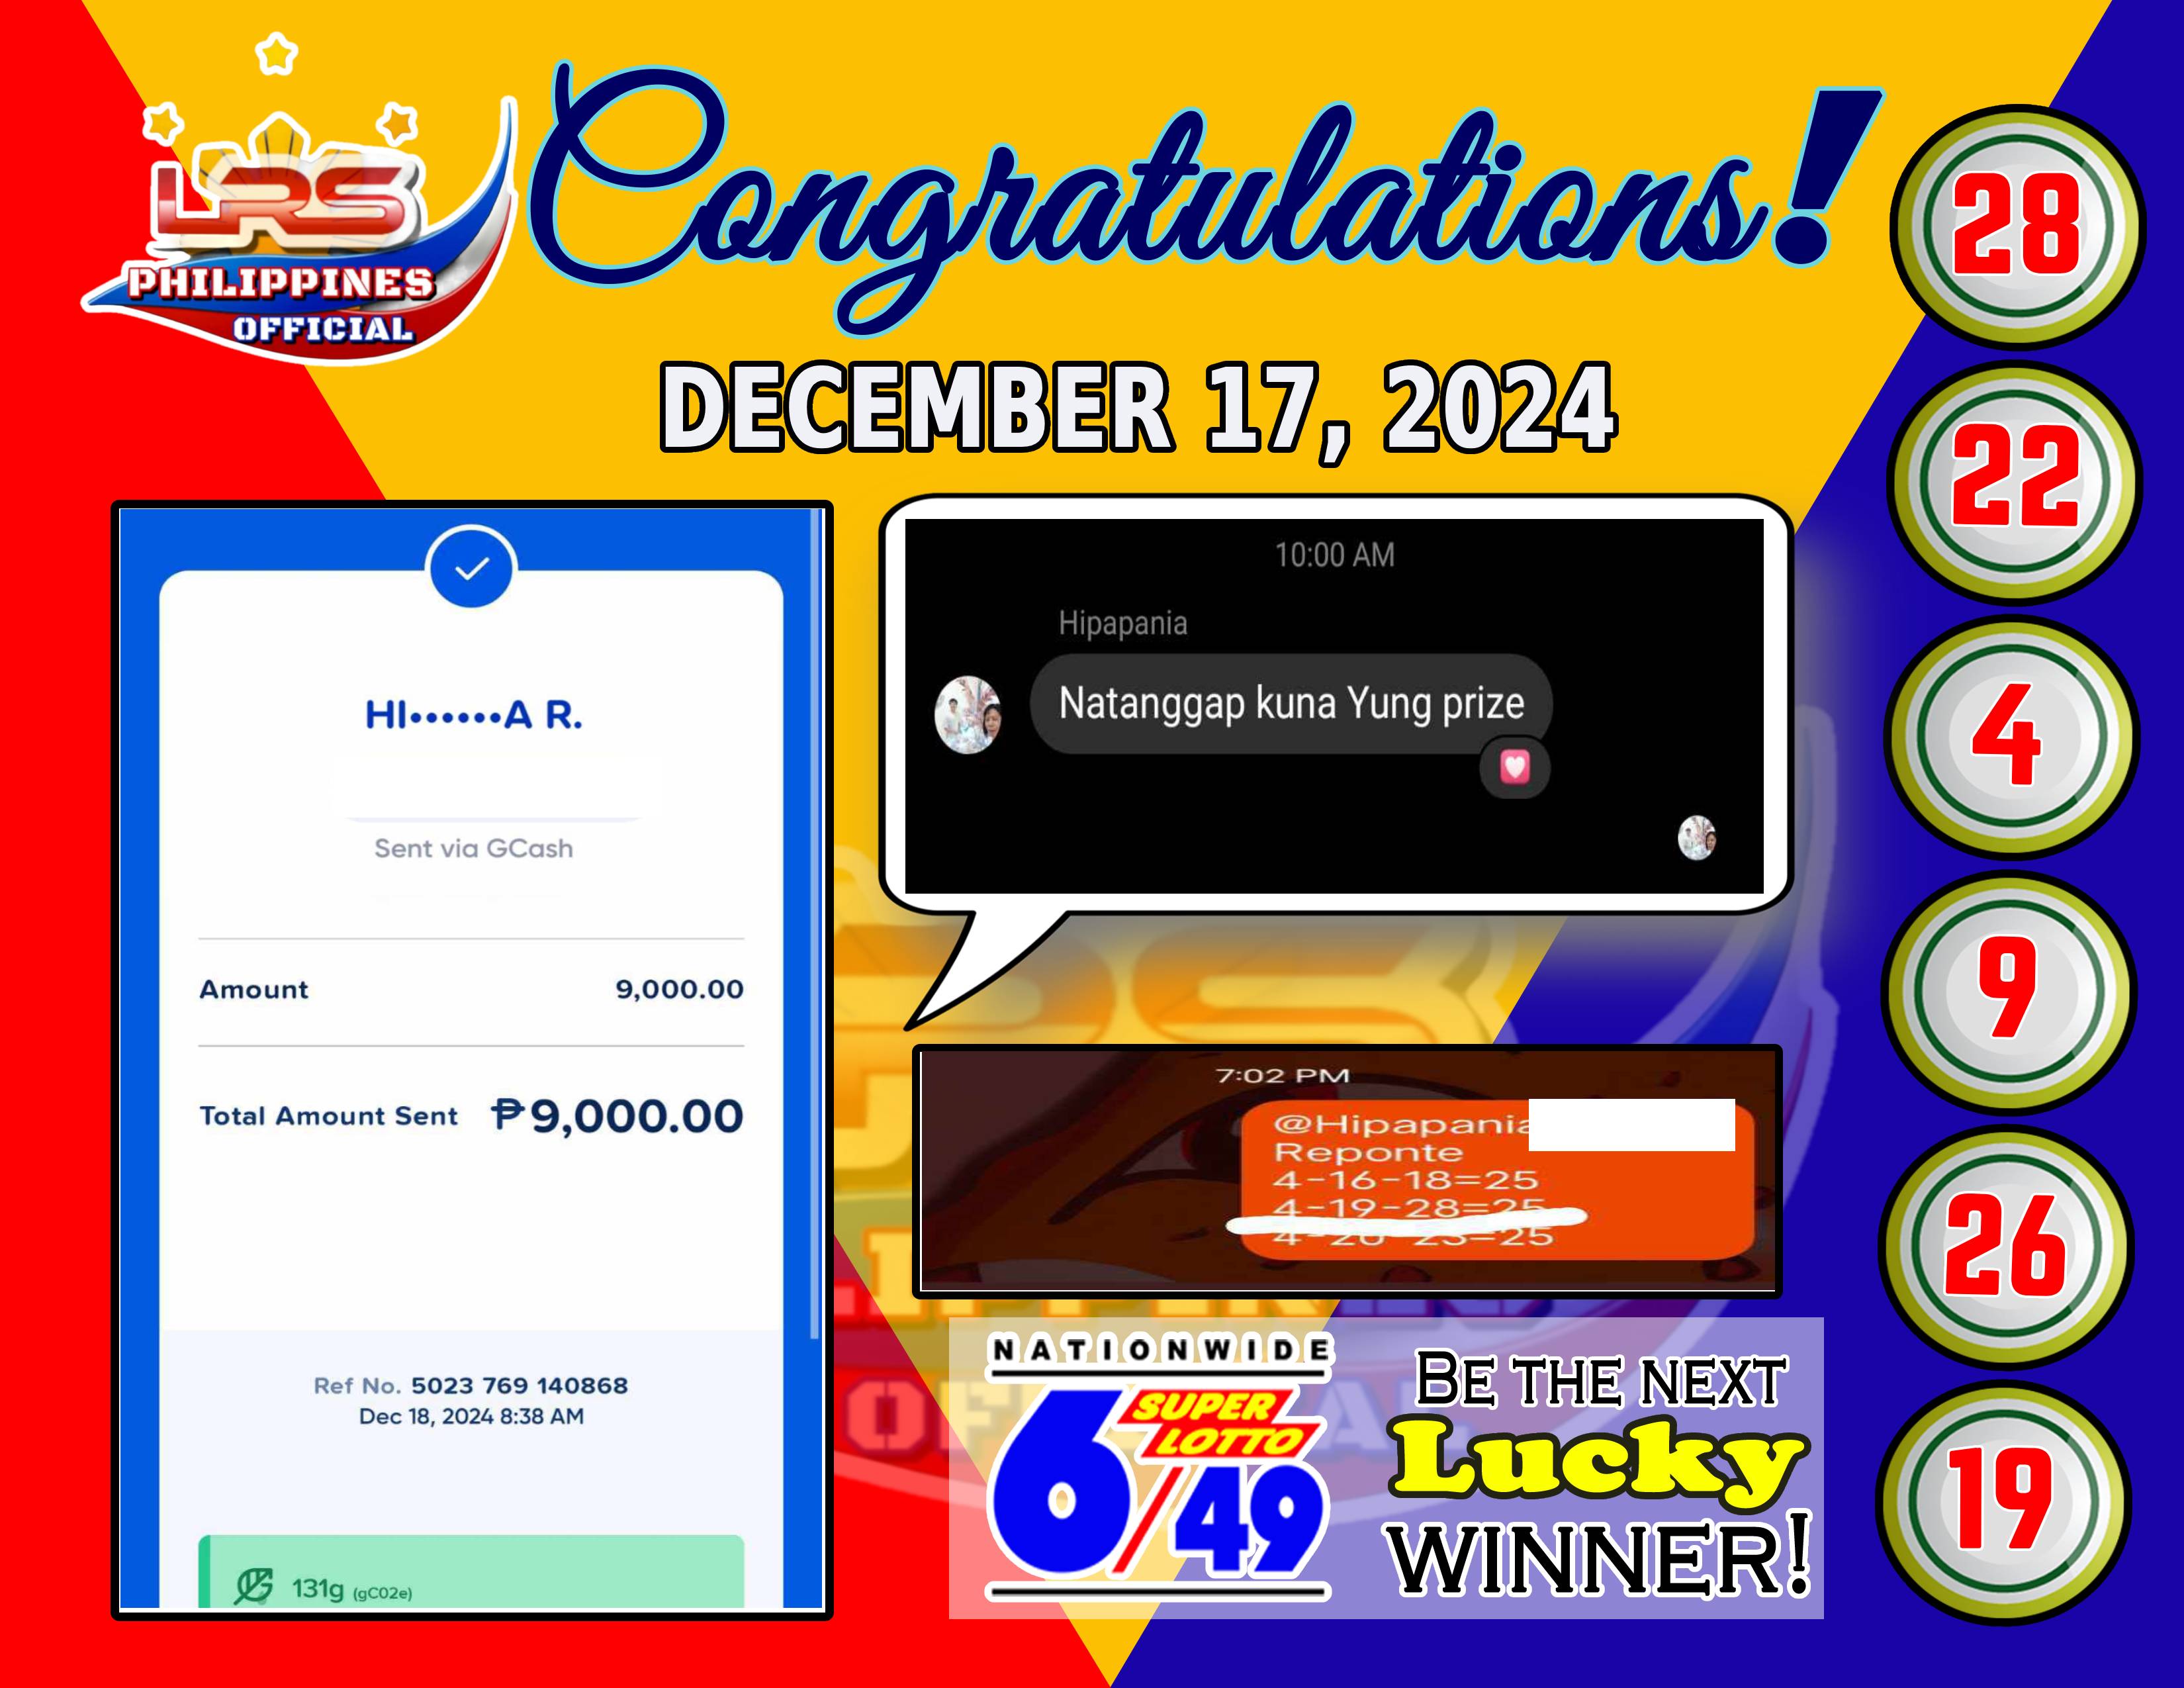 LRS
PHILIPPINES
OFFICIAL
Congratulations!
DECEMBER 17, 2024
HI••••••A R.
Sent via GCash
Amount 9,000.00
Total Amount Sent ₱9,000.00
Ref No. 5023 769 140868
Dec 18, 2024 8:38 AM
131g (gC02e)
10:00 AM
Hipapania
Natanggap kuna Yung prize
7:02 PM
@Hipapania
Reponte
4-16-18=25
4-19-28=25
NATIONWIDE
SUPER
LOTTO
6/49
BE THE NEXT
Lucky
WINNER!
28
22
4
9
26
19